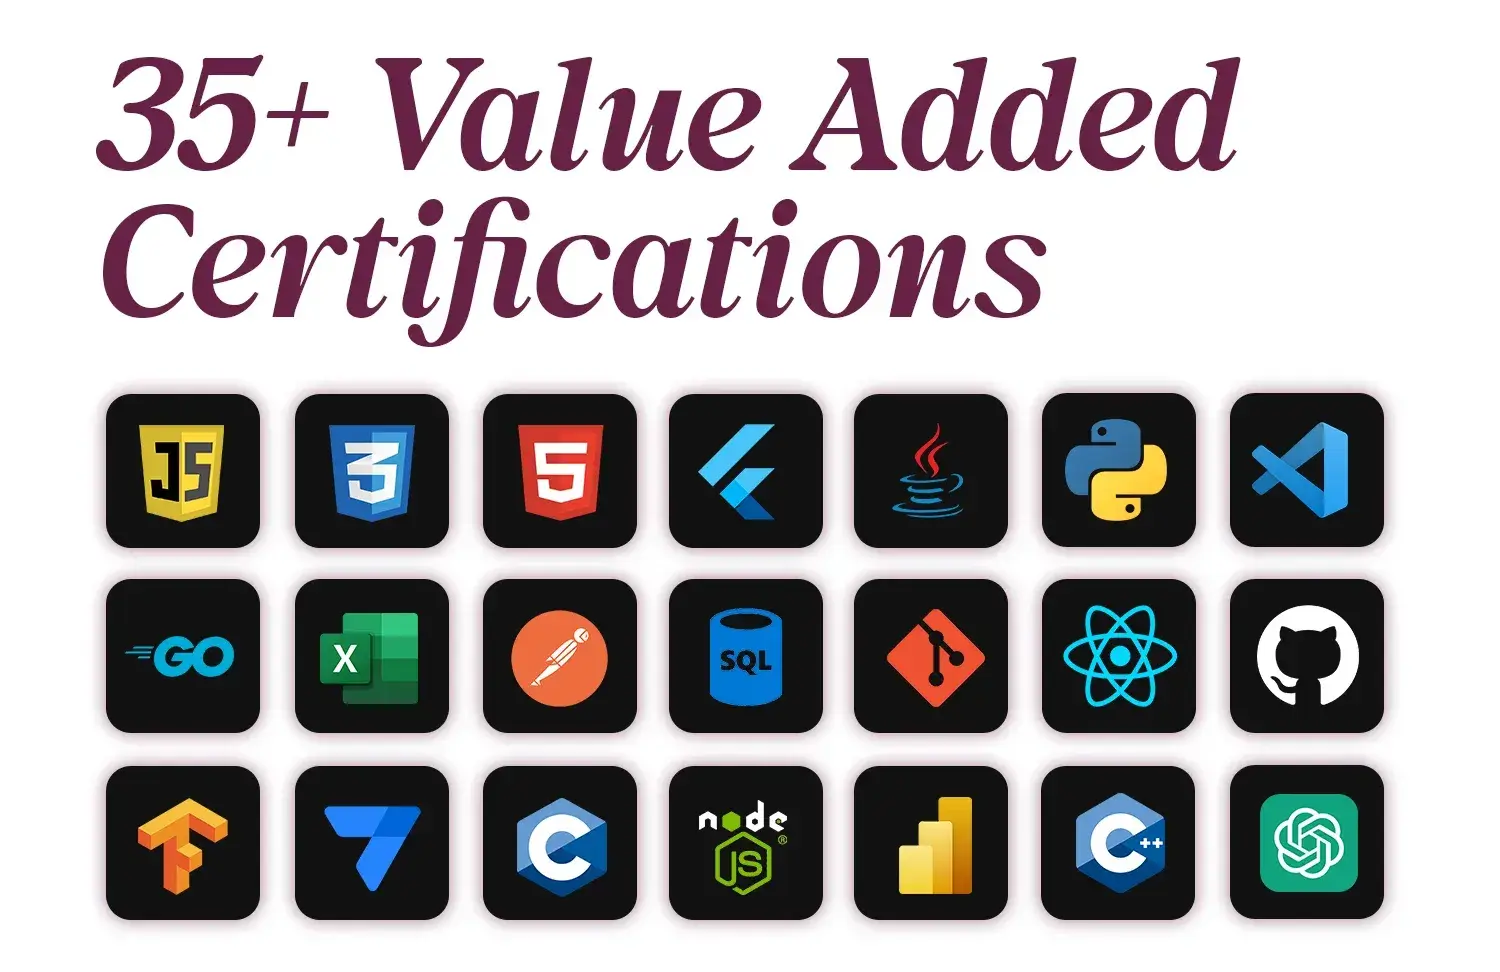 35+ Value Added
Certifications
JS 3 5
GO X SQL
C node C++
JS ®